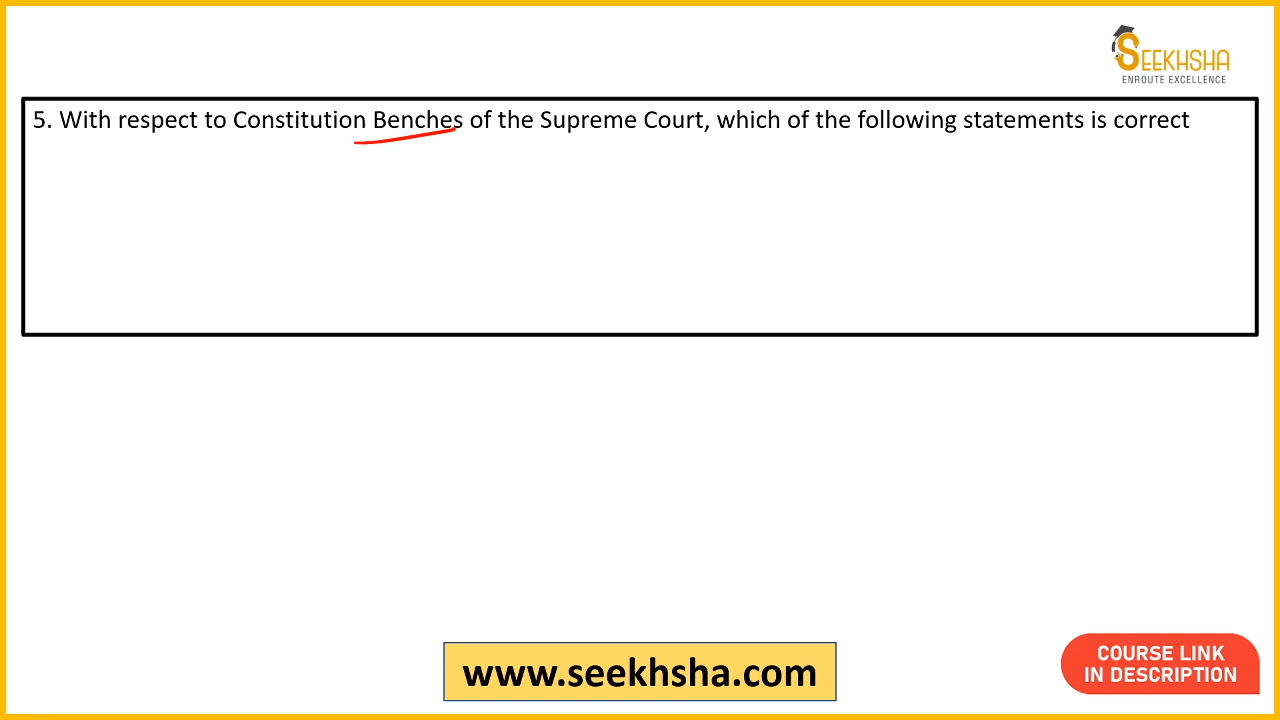 SEEKHSHA
ENROUTE EXCELLENCE
5. With respect to Constitution Benches of the Supreme Court, which of the following statements is correct
www.seekhsha.com
COURSE LINK
IN DESCRIPTION